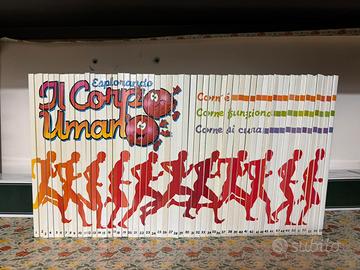 Esplorando
Il Corpo
Umano
Com'è
Come funziona
Come si cura
subito